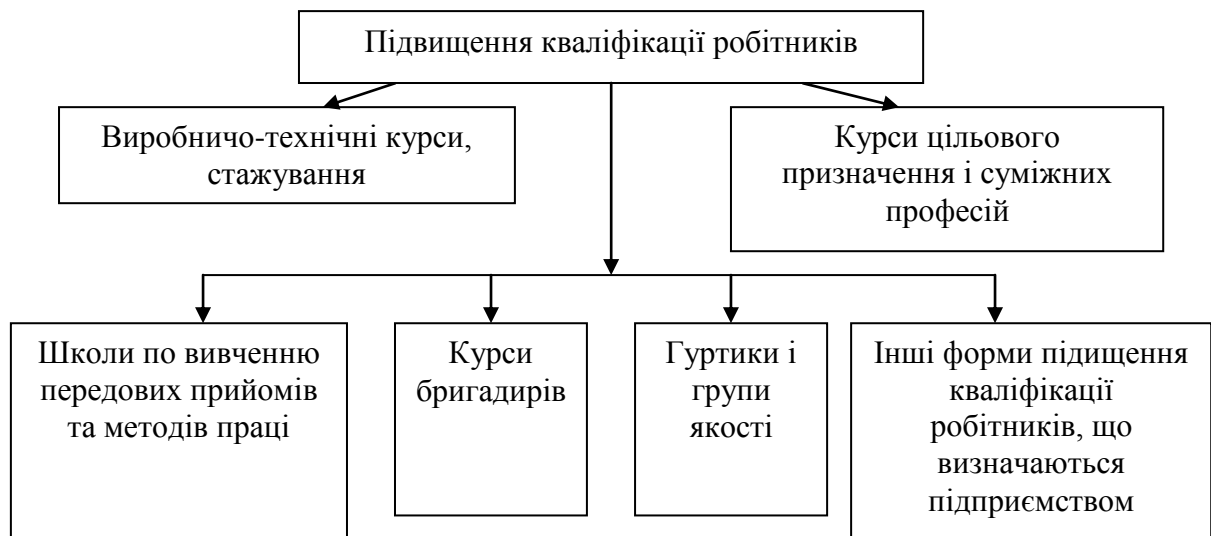 Підвищення кваліфікації робітників
Виробничо-технічні курси,
стажування
Курси цільового
призначення і суміжних
професій
Школи по вивченню
передових прийомів
та методів праці
Курси
бригадирів
Гуртики і
групи
якості
Інші форми підищення
кваліфікації
робітників, що
визначаються
підприємством